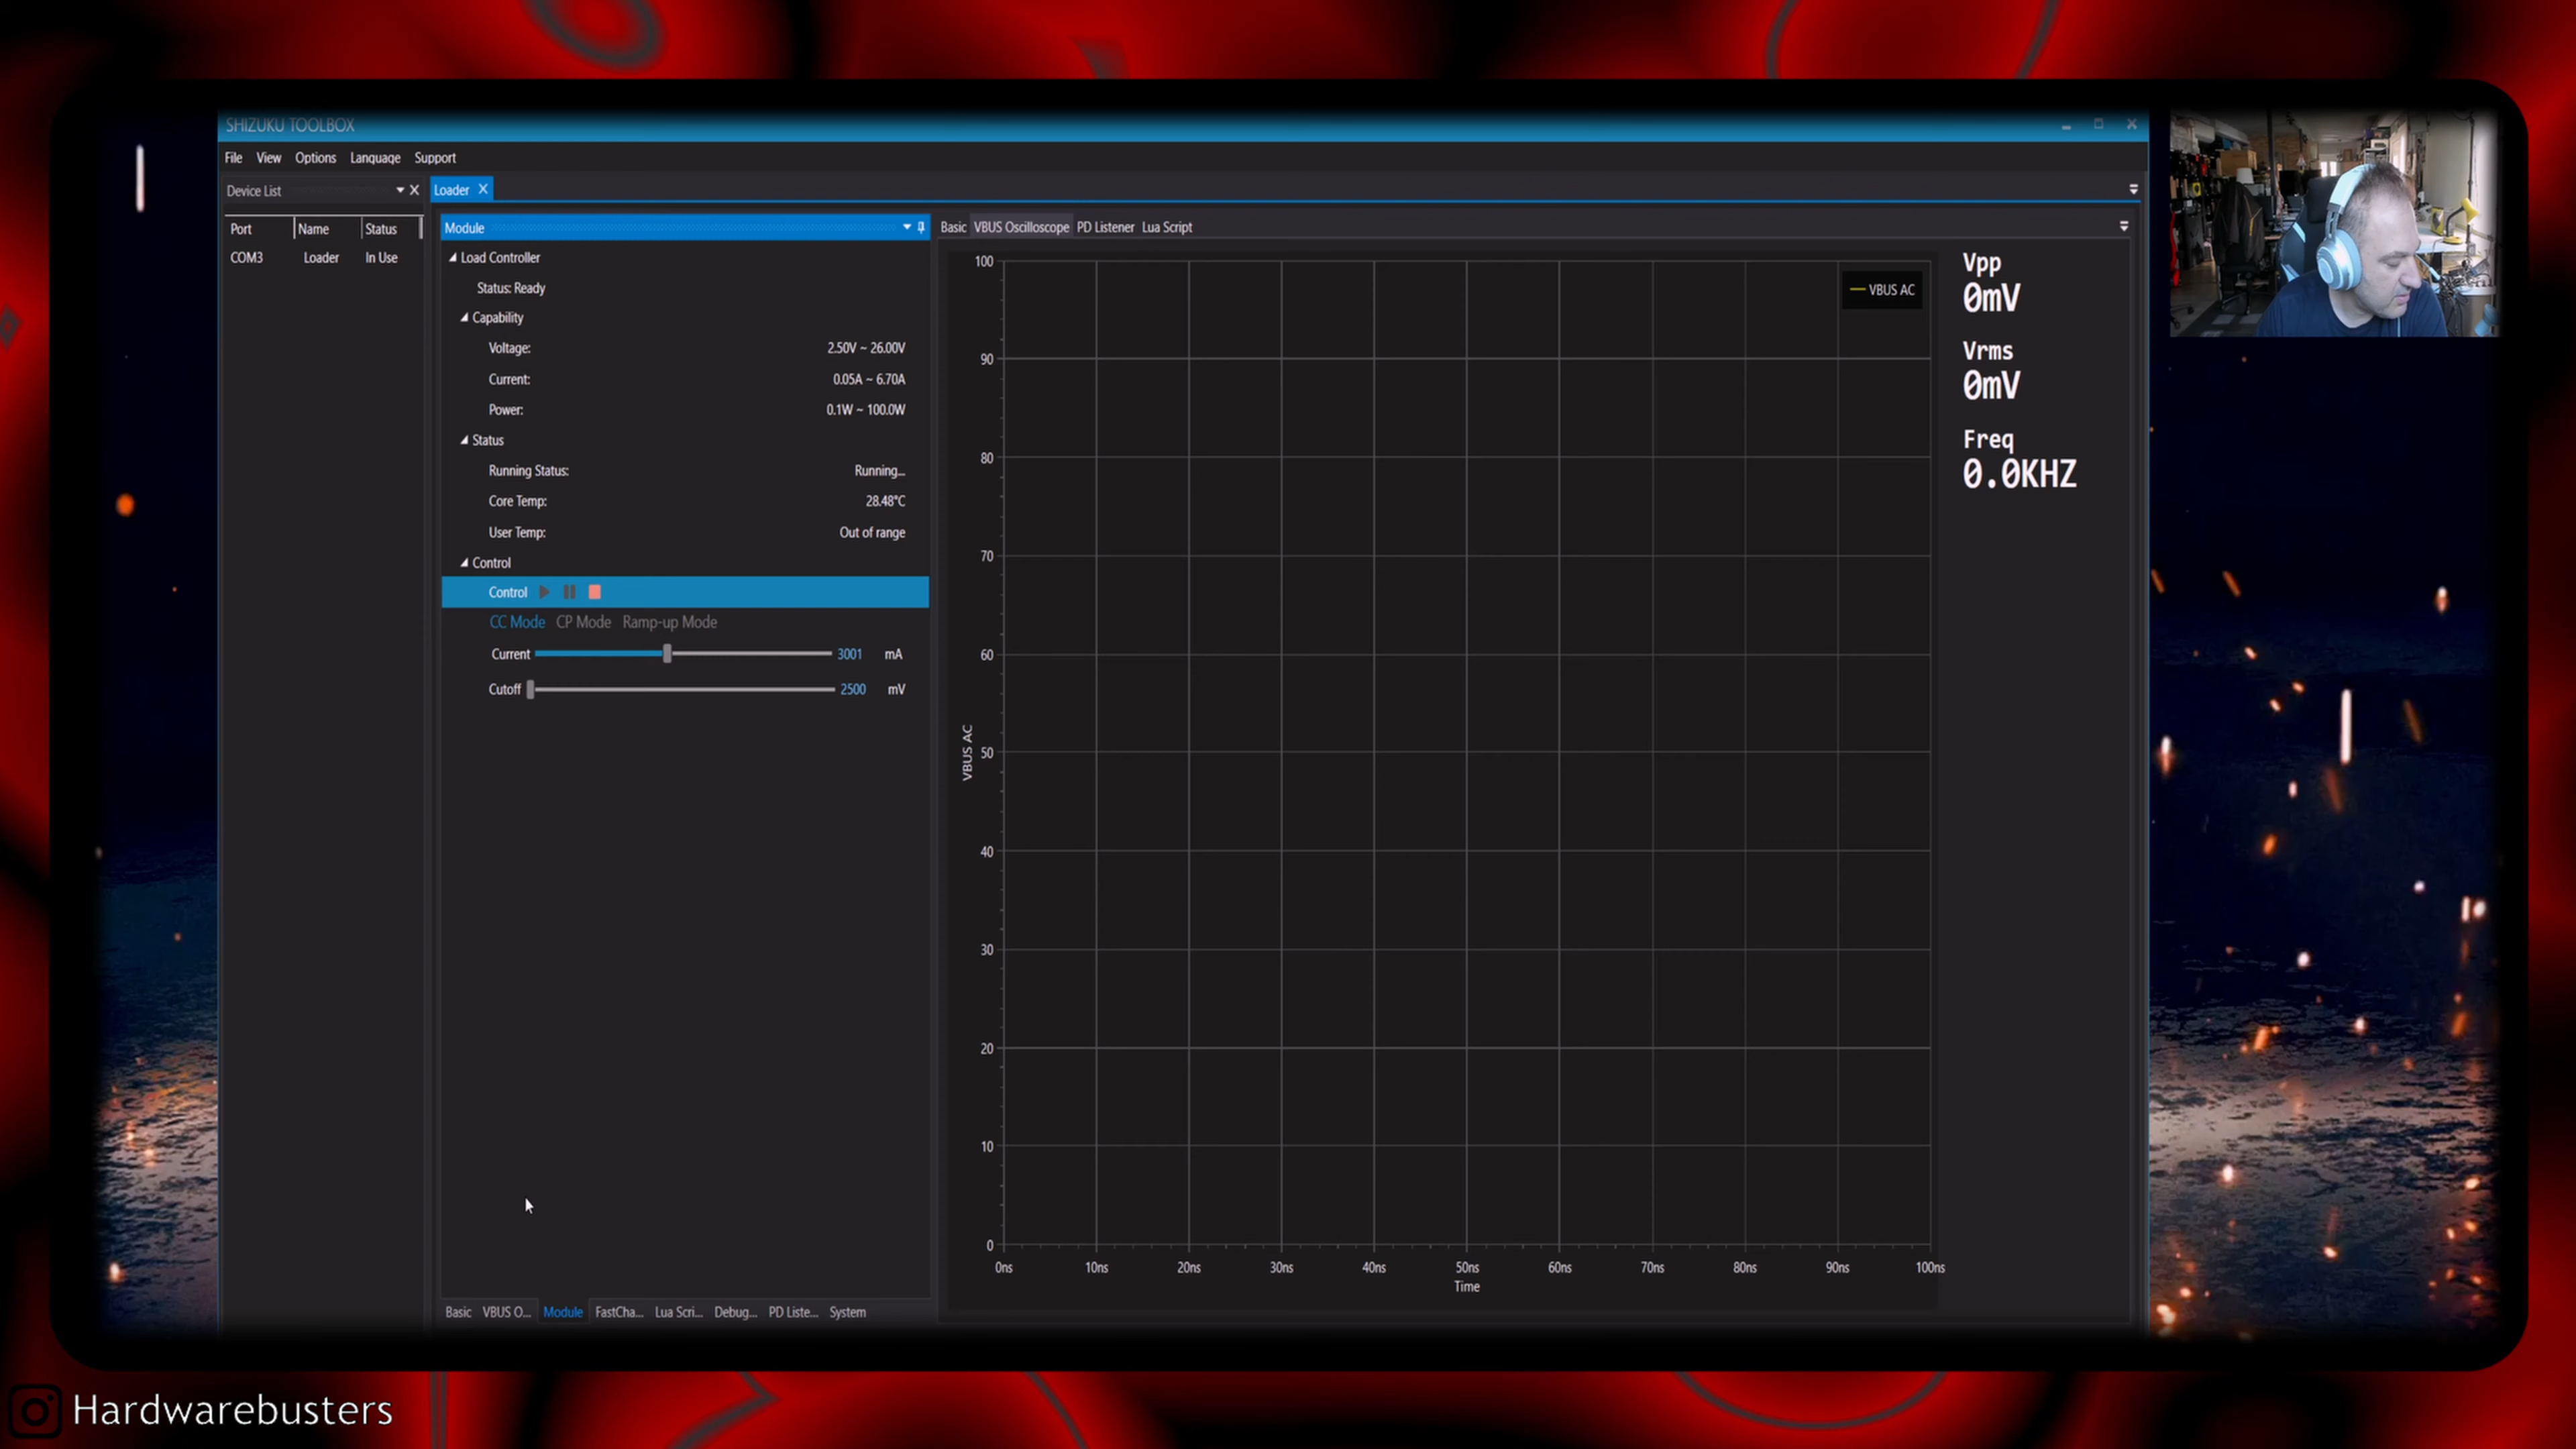 SHIZUKU TOOLBOX
File View Options Language Support
Device List
Port Name Status
COM3 Loader In Use
Loader
Module
Load Controller
Status: Ready
Capability
Voltage: 2.50V ~ 26.00V
Current: 0.05A ~ 6.70A
Power: 0.1W ~ 100.0W
Status
Running Status: Running...
Core Temp: 28.48°C
User Temp: Out of range
Control
Control
CC Mode CP Mode Ramp-up Mode
Current 3001 mA
Cutoff 2500 mV
Basic VBUS O... Module FastCha... Lua Scri... Debug... PD Liste... System
Basic VBUS Oscilloscope PD Listener Lua Script
100
90
80
70
60
50
40
30
20
10
0
VBUS AC
VBUS AC
0ns 10ns 20ns 30ns 40ns 50ns 60ns 70ns 80ns 90ns 100ns
Time
Vpp
0mV
Vrms
0mV
Freq
0.0KHZ
Hardwarebusters